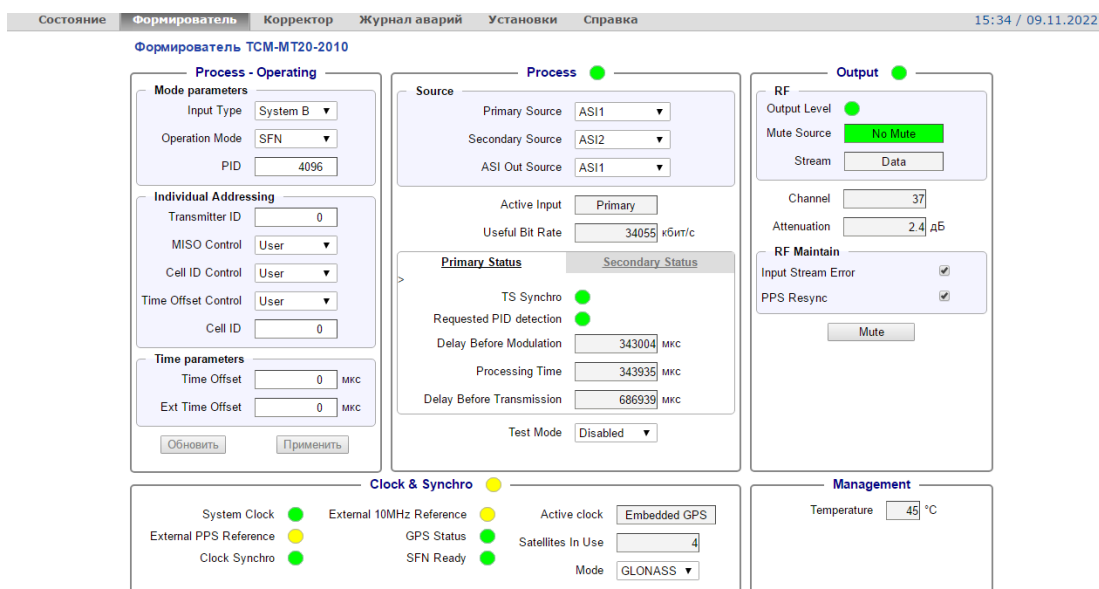 Состояние Формирователь Корректор Журнал аварий Установки Справка 15:34 / 09.11.2022
Формирователь TCM-MT20-2010
Process - Operating
Mode parameters
Input Type System B
Operation Mode SFN
PID 4096
Individual Addressing
Transmitter ID 0
MISO Control User
Cell ID Control User
Time Offset Control User
Cell ID 0
Time parameters
Time Offset 0 мкс
Ext Time Offset 0 мкс
Обновить Применить
Process
Source
Primary Source ASI1
Secondary Source ASI2
ASI Out Source ASI1
Active Input Primary
Useful Bit Rate 34055 кбит/с
Primary Status Secondary Status
>
TS Synchro
Requested PID detection
Delay Before Modulation 343004 мкс
Processing Time 343935 мкс
Delay Before Transmission 686939 мкс
Test Mode Disabled
Output
RF
Output Level
Mute Source No Mute
Stream Data
Channel 37
Attenuation 2.4 дБ
RF Maintain
Input Stream Error
PPS Resync
Mute
Clock & Synchro
System Clock External 10MHz Reference Active clock Embedded GPS
External PPS Reference GPS Status Satellites In Use 4
Clock Synchro SFN Ready Mode GLONASS
Management
Temperature 45 °C